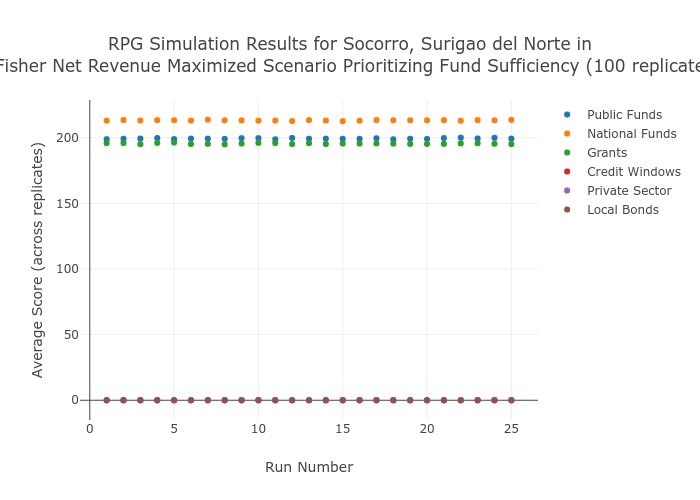 RPG Simulation Results for Socorro, Surigao del Norte in
Fisher Net Revenue Maximized Scenario Prioritizing Fund Sufficiency (100 replicate
Average Score (across replicates)
200
150
100
50
0
0
5
10
15
20
25
Run Number
Public Funds
National Funds
Grants
Credit Windows
Private Sector
Local Bonds